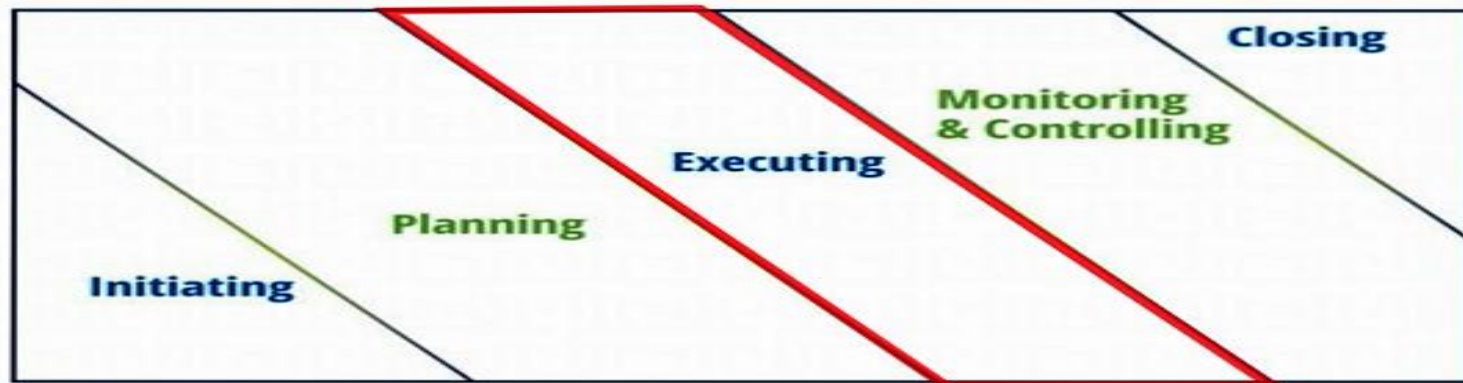 Closing
Monitoring
& Controlling
Executing
Planning
Initiating